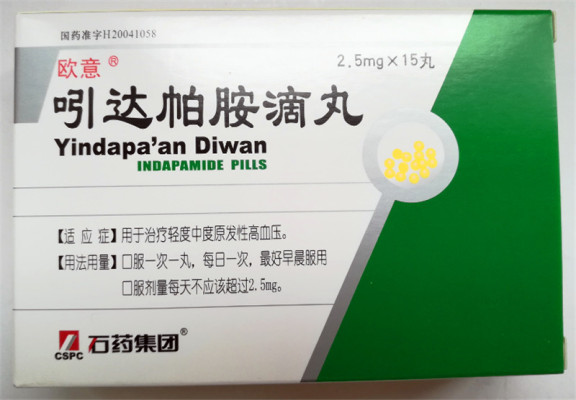 国药准字H20041058
欧意®
2.5mg×15丸
吲达帕胺滴丸
Yindapa'an Diwan
INDAPAMIDE PILLS
【适应症】用于治疗轻度中度原发性高血压。
【用法用量】口服一次一丸，每日一次，最好早晨服用
口服剂量每天不应该超过2.5mg。
CSPC 石药集团®